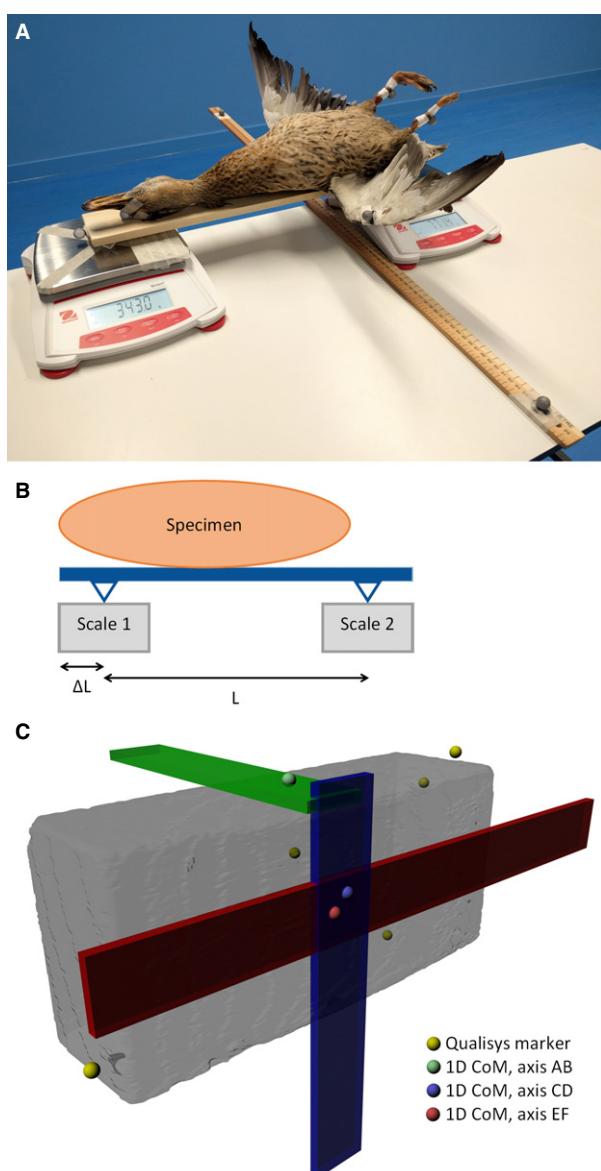 A
OHAUS
3430
B
Specimen
Scale 1
Scale 2
ΔL
L
C
Qualisys marker
1D CoM, axis AB
1D CoM, axis CD
1D CoM, axis EF